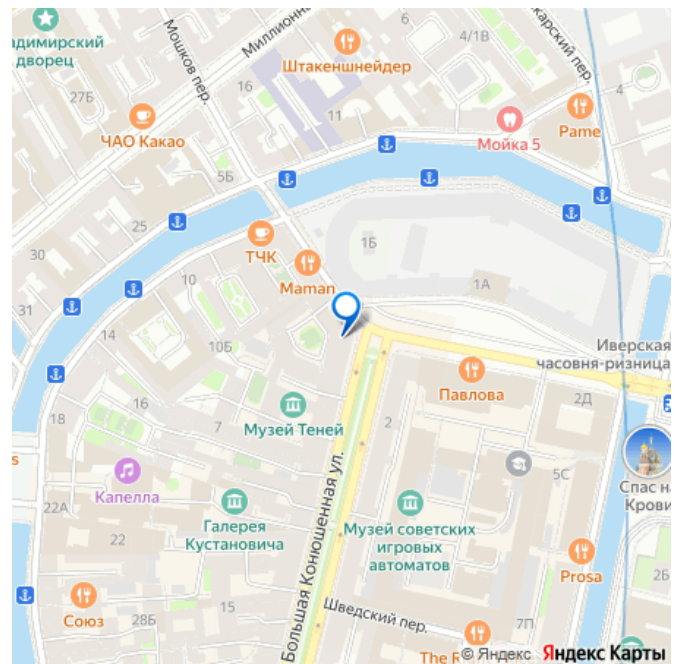 4/1В
Миллионна
Штакеншнейдер
Мошков пер.
адимирский
дворец
карский пер.
4
16
27Б
11
ЧАО Какао
Мойка 5
Pame
5Б
25
30
ТЧК
1Б
10
Maman
1А
31
14
10Б
Иверская
часовня-ризница
Павлова
2Д
16
7
18
2
Музей Теней
s
Капелла
5С
Спас на
Крови
22А
22
Галерея
Кустановича
Музей советских
игровых
автоматов
Большая Конюшенная ул.
Prosa
2Б
Союз
28Б
15
Шведский пер.
7П
The R
© Яндекс Яндекс Карты